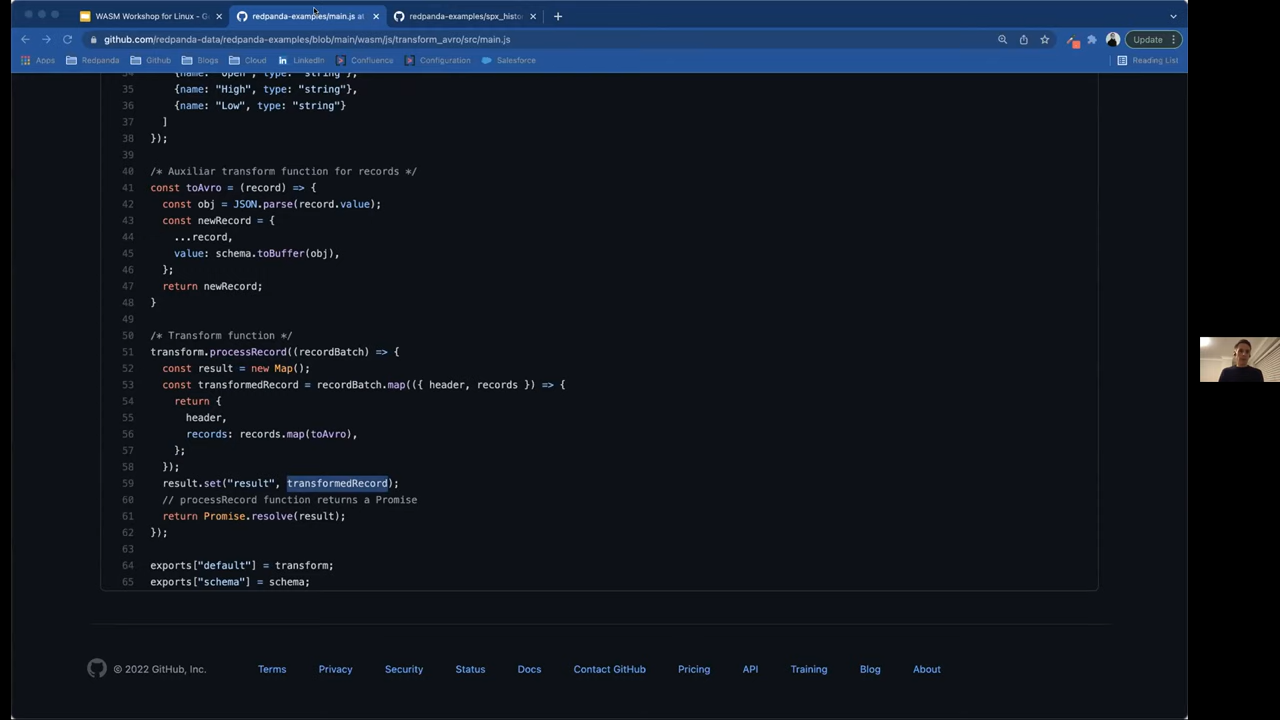 WASM Workshop for Linux - G
redpanda-examples/main.js at
redpanda-examples/spx_histo
github.com/redpanda-data/redpanda-examples/blob/main/wasm/js/transform_avro/src/main.js
Update
Apps Redpanda Github Blogs Cloud LinkedIn Confluence Configuration Salesforce Reading List
34 {name: "Open", type: "string"},
35 {name: "High", type: "string"},
36 {name: "Low", type: "string"}
37 ]
38 });
39
40 /* Auxiliar transform function for records */
41 const toAvro = (record) => {
42 const obj = JSON.parse(record.value);
43 const newRecord = {
44 ...record,
45 value: schema.toBuffer(obj),
46 };
47 return newRecord;
48 }
49
50 /* Transform function */
51 transform.processRecord((recordBatch) => {
52 const result = new Map();
53 const transformedRecord = recordBatch.map(({ header, records }) => {
54 return {
55 header,
56 records: records.map(toAvro),
57 };
58 });
59 result.set("result", transformedRecord);
60 // processRecord function returns a Promise
61 return Promise.resolve(result);
62 });
63
64 exports["default"] = transform;
65 exports["schema"] = schema;
© 2022 GitHub, Inc. Terms Privacy Security Status Docs Contact GitHub Pricing API Training Blog About